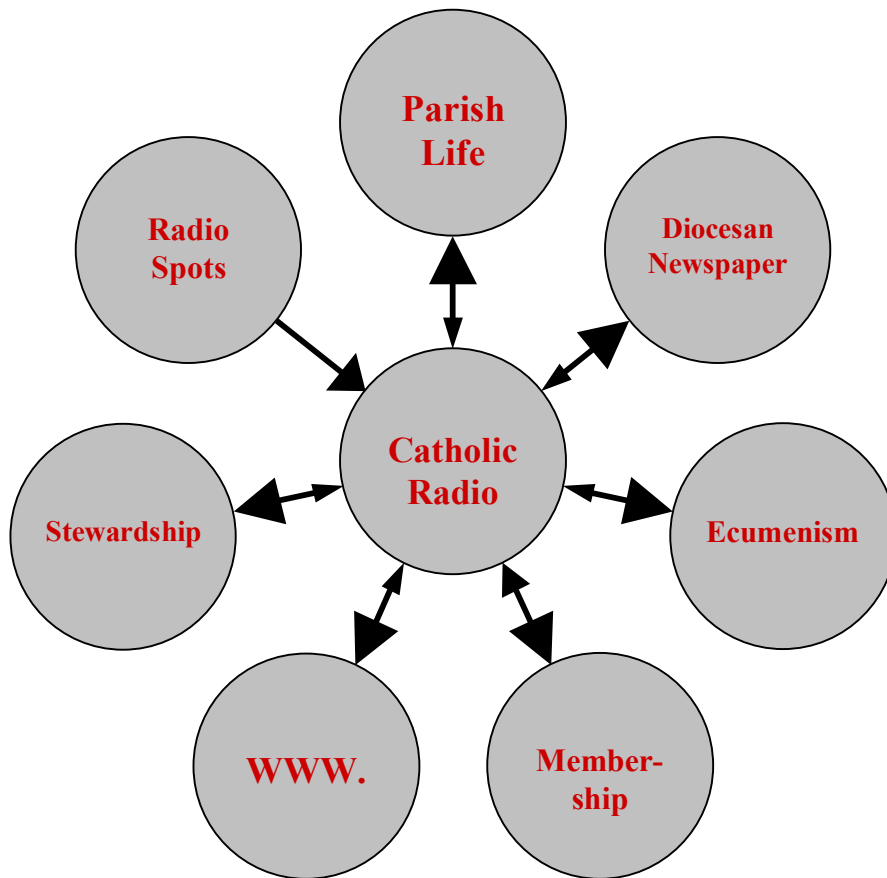 Parish
Life
Radio
Spots
Diocesan
Newspaper
Catholic
Radio
Stewardship
Ecumenism
WWW.
Member-
ship